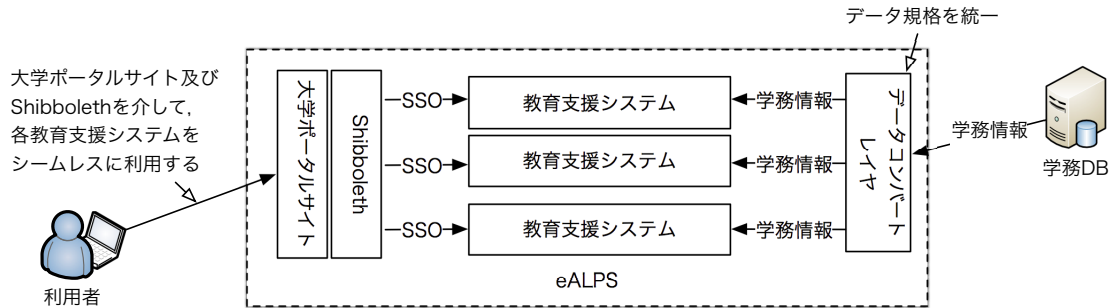 データ規格を統一
大学ポータルサイト及び
Shibbolethを介して,
各教育支援システムを
シームレスに利用する
利用者
大学ポータルサイト
Shibboleth
SSO
教育支援システム
学務情報
SSO
教育支援システム
学務情報
SSO
教育支援システム
学務情報
データコンバート
レイヤ
学務情報
学務DB
eALPS